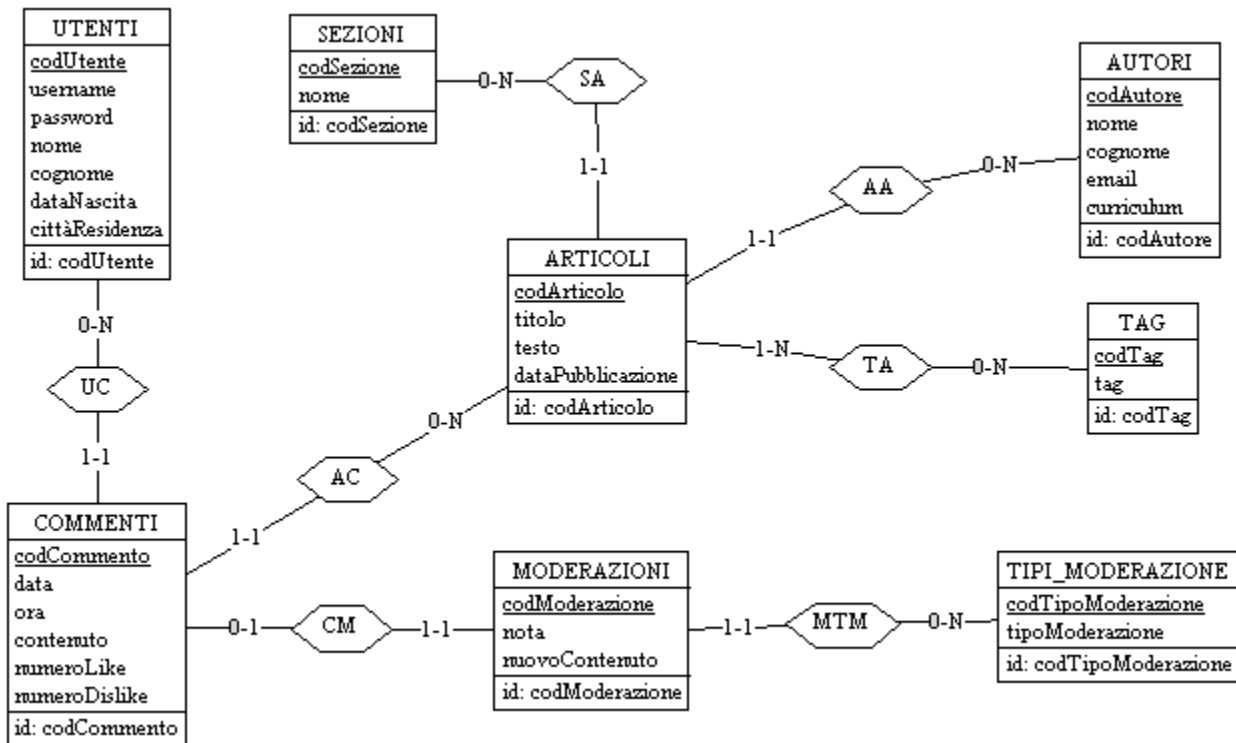 UTENTI
codUtente
username
password
nome
cognome
dataNascita
cittàResidenza
id: codUtente
SEZIONI
codSezione
nome
id: codSezione
0-N
SA
1-1
AUTORI
codAutore
nome
cognome
email
curriculum
id: codAutore
0-N
AA
1-1
ARTICOLI
codArticolo
titolo
testo
dataPubblicazione
id: codArticolo
1-N
TA
0-N
TAG
codTag
tag
id: codTag
0-N
UC
1-1
0-N
AC
1-1
COMMENTI
codCommento
data
ora
contenuto
numeroLike
numeroDislike
id: codCommento
0-1
CM
1-1
MODERAZIONI
codModerazione
nota
nuovoContenuto
id: codModerazione
1-1
MTM
0-N
TIPI_MODERAZIONE
codTipoModerazione
tipoModerazione
id: codTipoModerazione